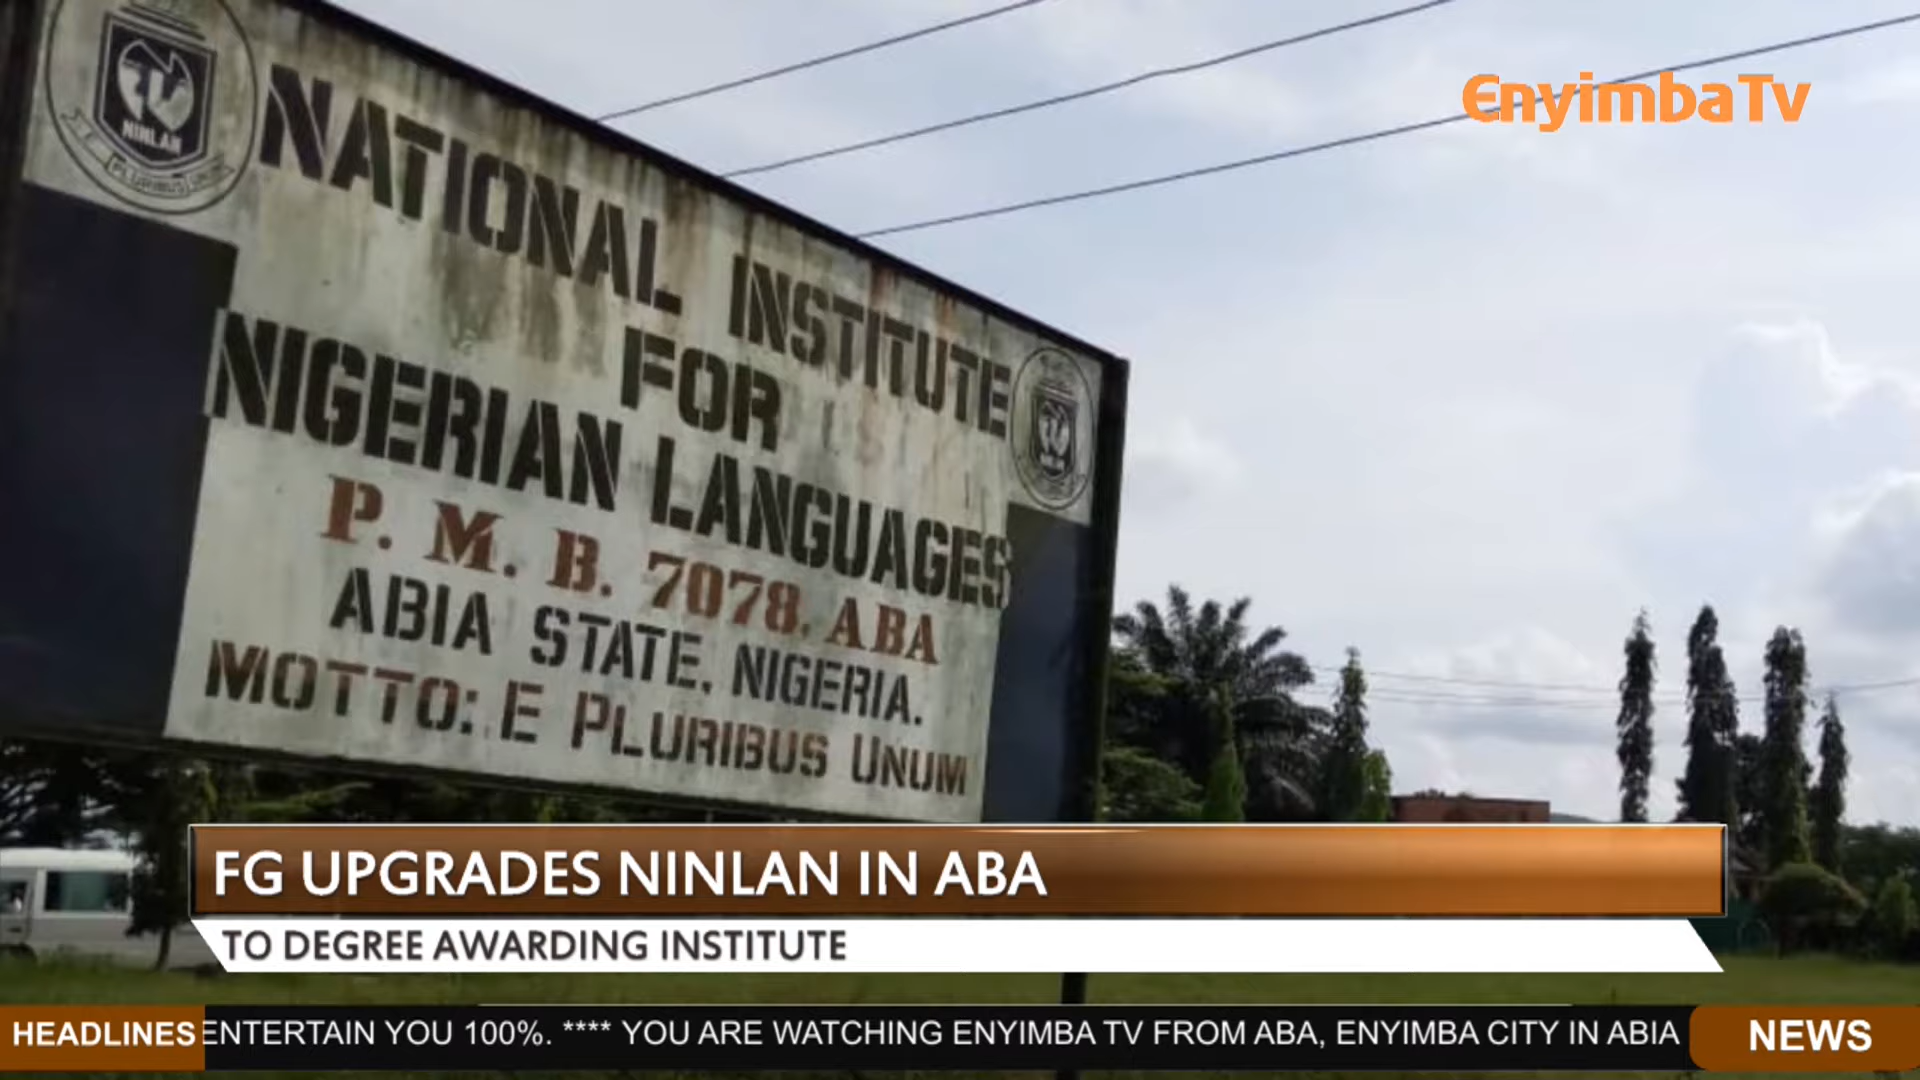 EnyimbaTv
NINLAN
E PLURIBUS UNUM
NATIONAL INSTITUTE
FOR
NIGERIAN LANGUAGES
P. M. B. 7078, ABA
ABIA STATE, NIGERIA.
MOTTO: E PLURIBUS UNUM
FG UPGRADES NINLAN IN ABA
TO DEGREE AWARDING INSTITUTE
HEADLINES ENTERTAIN YOU 100%. **** YOU ARE WATCHING ENYIMBA TV FROM ABA, ENYIMBA CITY IN ABIA NEWS